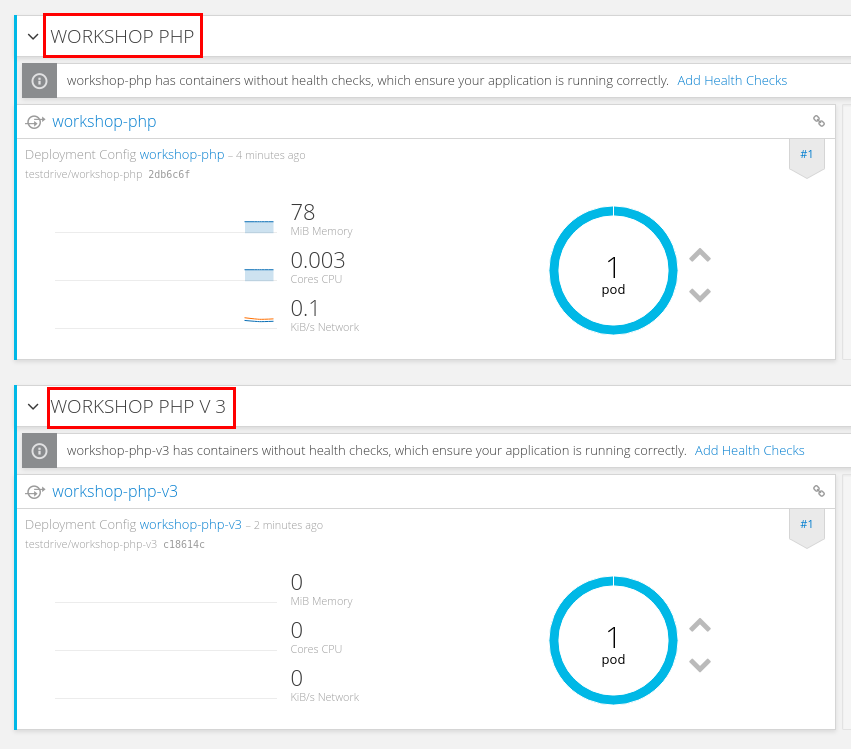 WORKSHOP PHP
workshop-php has containers without health checks, which ensure your application is running correctly. Add Health Checks
workshop-php
Deployment Config workshop-php – 4 minutes ago
#1
testdrive/workshop-php 2db6c6f
78
MiB Memory
0.003
Cores CPU
0.1
KiB/s Network
1
pod
WORKSHOP PHP V 3
workshop-php-v3 has containers without health checks, which ensure your application is running correctly. Add Health Checks
workshop-php-v3
Deployment Config workshop-php-v3 – 2 minutes ago
#1
testdrive/workshop-php-v3 c18614c
0
MiB Memory
0
Cores CPU
0
KiB/s Network
1
pod